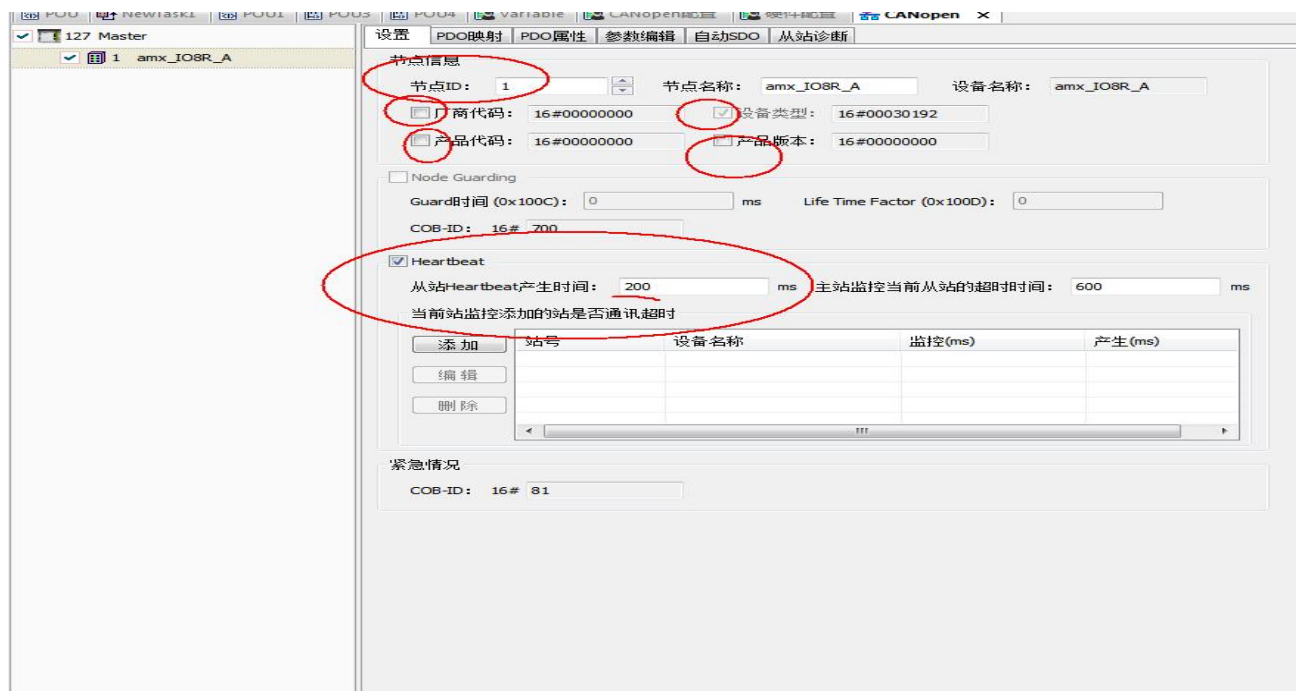 POU NewTask1 POU1 POU3 POU4 Variable CANopen配置 硬件配置 CANopen X
127 Master
1 amx_IO8R_A
设置 PDO映射 PDO属性 参数编辑 自动SDO 从站诊断
节点信息
节点ID: 1 节点名称: amx_IO8R_A 设备名称: amx_IO8R_A
厂商代码: 16#00000000 设备类型: 16#00030192
产品代码: 16#00000000 产品版本: 16#00000000
Node Guarding
Guard时间 (0x100C): 0 ms Life Time Factor (0x100D): 0
COB-ID: 16# 700
Heartbeat
从站Heartbeat产生时间: 200 ms 主站监控当前从站的超时时间: 600 ms
当前站监控添加的站是否通讯超时
添加 站号 设备名称 监控(ms) 产生(ms)
编辑
删除
紧急情况
COB-ID: 16# 81